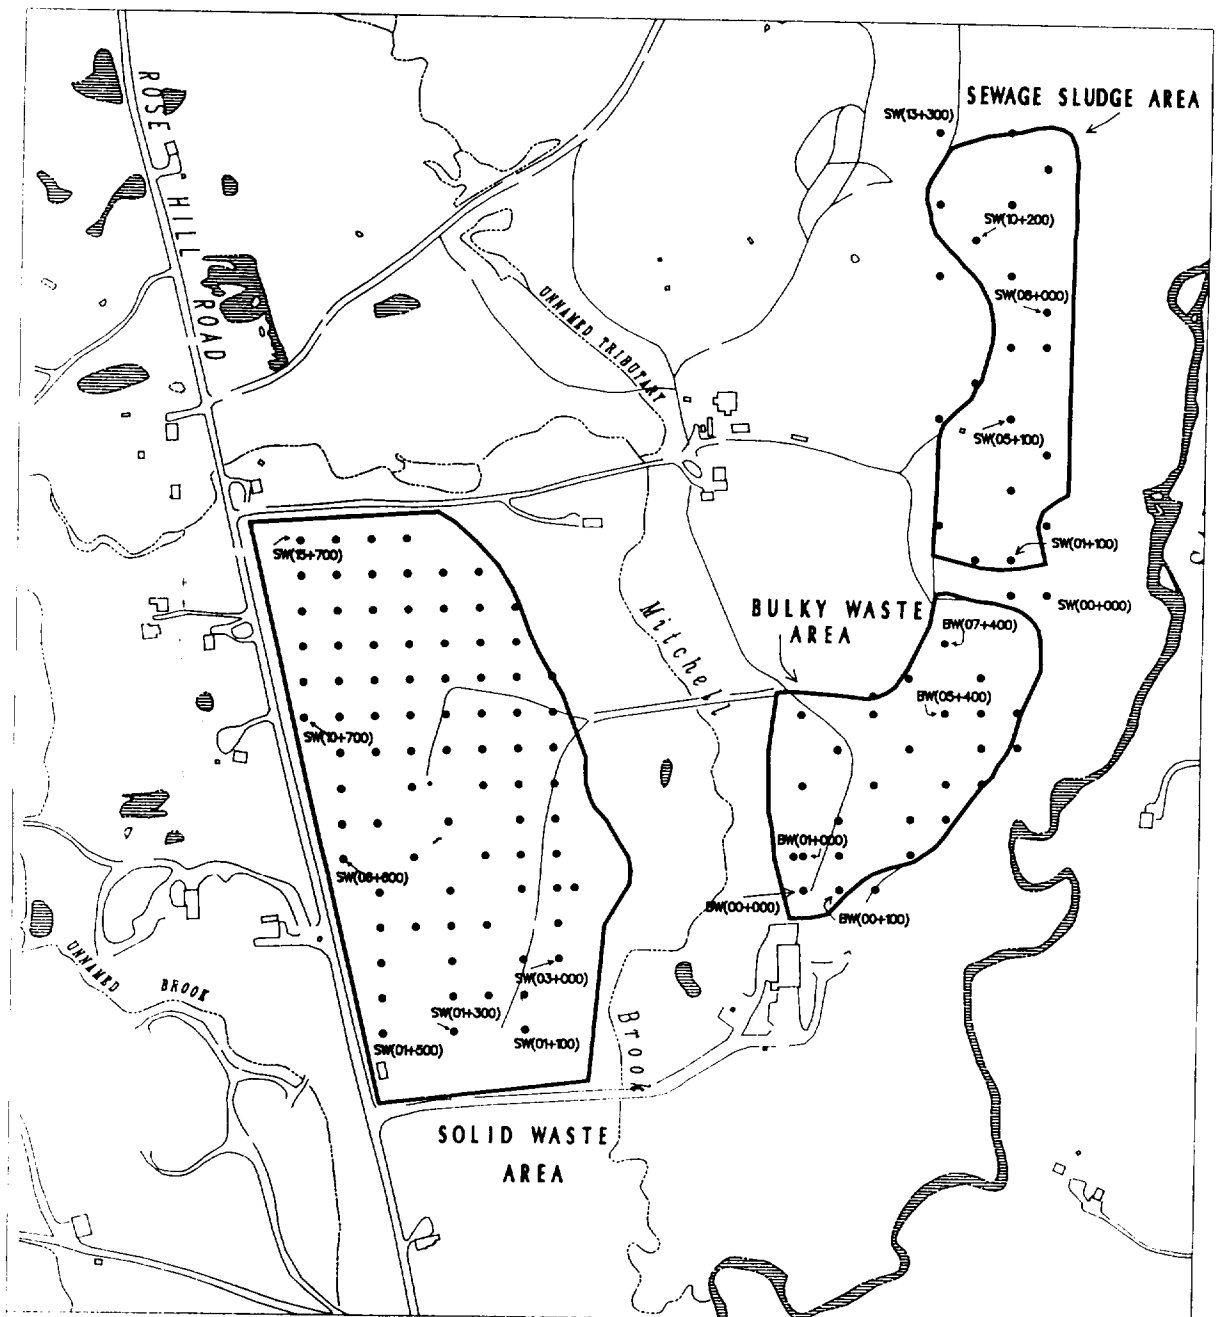 SEWAGE SLUDGE AREA
SW(13+300)
ROSE HILL ROAD
SW(10+200)
SW(08+000)
UNNAMED TRIBUTARY
SW(05+100)
SW(15+700)
SW(01+100)
SW(00+000)
BULKY WASTE
AREA
BW(07+400)
Mitchell
BW(05+400)
SW(10+700)
BW(01+000)
SW(06+600)
BW(00+000)
BW(00+100)
UNNAMED BROOK
SW(03+000)
SW(01+300)
SW(01+500)
SW(01+100)
Brook
SOLID WASTE
AREA